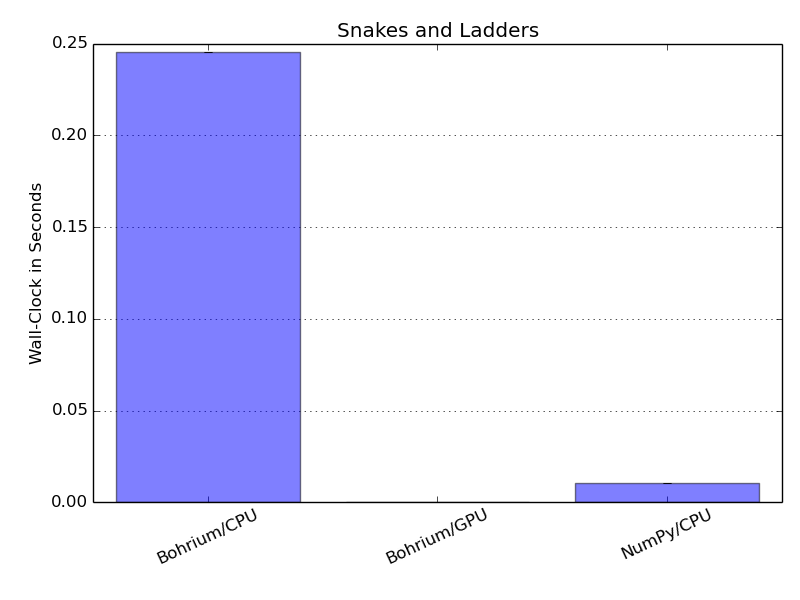 Snakes and Ladders
0.25
0.20
0.15
0.10
0.05
0.00
Wall-Clock in Seconds
Bohrium/CPU
Bohrium/GPU
NumPy/CPU